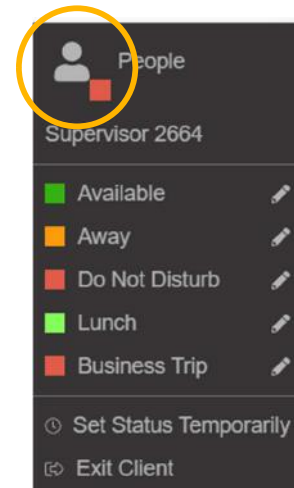 People
Supervisor 2664
Available
Away
Do Not Disturb
Lunch
Business Trip
Set Status Temporarily
Exit Client